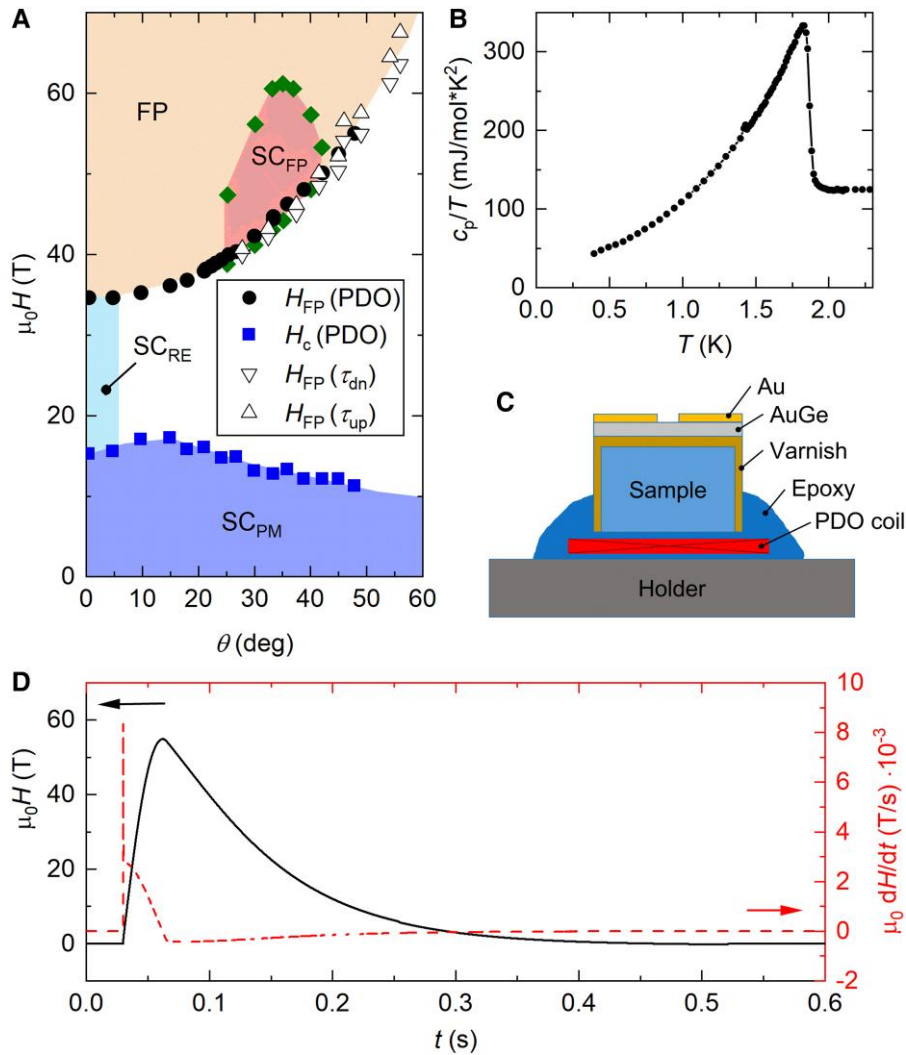 A
μ₀H (T)
60
40
20
0
FP
SC_FP
SC_RE
SC_PM
H_FP (PDO)
H_c (PDO)
H_FP (τ_dn)
H_FP (τ_up)
0 10 20 30 40 50 60
θ (deg)
B
c_p/T (mJ/mol*K²)
300
200
100
0
0.0 0.5 1.0 1.5 2.0
T (K)
C
Au
AuGe
Varnish
Sample
Epoxy
PDO coil
Holder
D
μ₀H (T)
60
40
20
0
0.0 0.1 0.2 0.3 0.4 0.5 0.6
t (s)
10
8
6
4
2
0
-2
μ₀ dH/dt (T/s) ·10⁻³